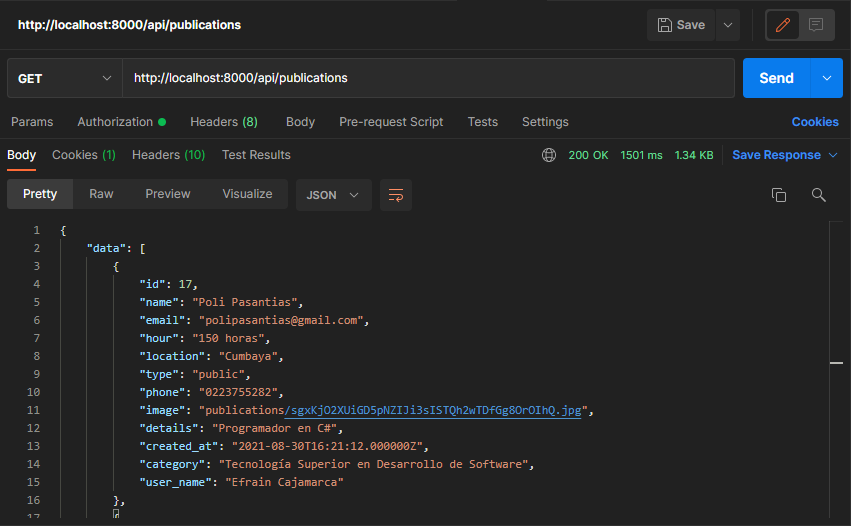 http://localhost:8000/api/publications
Save
GET
http://localhost:8000/api/publications
Send
Params Authorization Headers (8) Body Pre-request Script Tests Settings Cookies
Body Cookies (1) Headers (10) Test Results 200 OK 1501 ms 1.34 KB Save Response
Pretty Raw Preview Visualize JSON
1 {
2 "data": [
3 {
4 "id": 17,
5 "name": "Poli Pasantias",
6 "email": "polipasantias@gmail.com",
7 "hour": "150 horas",
8 "location": "Cumbaya",
9 "type": "public",
10 "phone": "0223755282",
11 "image": "publications/sgxKjO2XUiGD5pNZIJi3sISTQh2wTDfGg8OrOIhQ.jpg",
12 "details": "Programador en C#",
13 "created_at": "2021-08-30T16:21:12.000000Z",
14 "category": "Tecnología Superior en Desarrollo de Software",
15 "user_name": "Efrain Cajamarca"
16 },
17 {